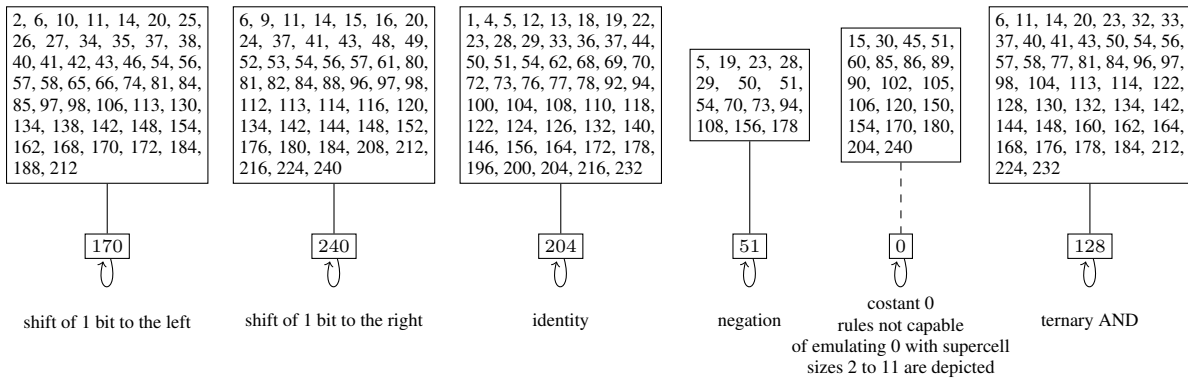 2, 6, 10, 11, 14, 20, 25,
26, 27, 34, 35, 37, 38,
40, 41, 42, 43, 46, 54, 56,
57, 58, 65, 66, 74, 81, 84,
85, 97, 98, 106, 113, 130,
134, 138, 142, 148, 154,
162, 168, 170, 172, 184,
188, 212
170
shift of 1 bit to the left
6, 9, 11, 14, 15, 16, 20,
24, 37, 41, 43, 48, 49,
52, 53, 54, 56, 57, 61, 80,
81, 82, 84, 88, 96, 97, 98,
112, 113, 114, 116, 120,
134, 142, 144, 148, 152,
176, 180, 184, 208, 212,
216, 224, 240
240
shift of 1 bit to the right
1, 4, 5, 12, 13, 18, 19, 22,
23, 28, 29, 33, 36, 37, 44,
50, 51, 54, 62, 68, 69, 70,
72, 73, 76, 77, 78, 92, 94,
100, 104, 108, 110, 118,
122, 124, 126, 132, 140,
146, 156, 164, 172, 178,
196, 200, 204, 216, 232
204
identity
5, 19, 23, 28,
29, 50, 51,
54, 70, 73, 94,
108, 156, 178
51
negation
15, 30, 45, 51,
60, 85, 86, 89,
90, 102, 105,
106, 120, 150,
154, 170, 180,
204, 240
0
costant 0
rules not capable
of emulating 0 with supercell
sizes 2 to 11 are depicted
6, 11, 14, 20, 23, 32, 33,
37, 40, 41, 43, 50, 54, 56,
57, 58, 77, 81, 84, 96, 97,
98, 104, 113, 114, 122,
128, 130, 132, 134, 142,
144, 148, 160, 162, 164,
168, 176, 178, 184, 212,
224, 232
128
ternary AND